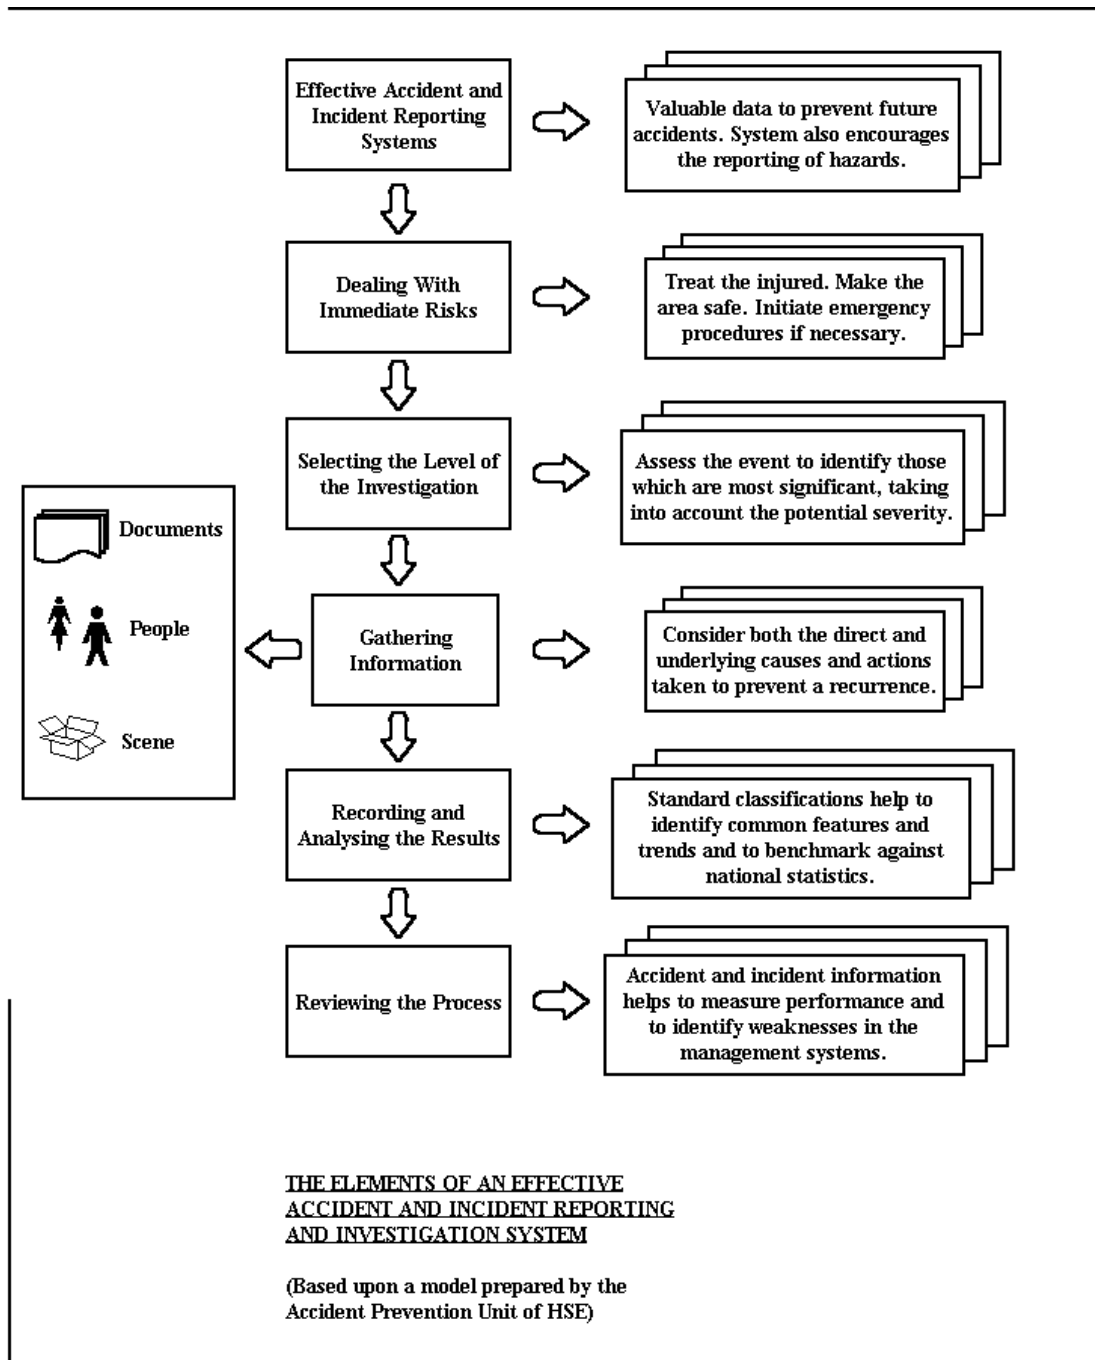 Effective Accident and
Incident Reporting
Systems
Valuable data to prevent future
accidents. System also encourages
the reporting of hazards.
Dealing With
Immediate Risks
Treat the injured. Make the
area safe. Initiate emergency
procedures if necessary.
Selecting the Level of
the Investigation
Assess the event to identify those
which are most significant, taking
into account the potential severity.
Documents
People
Scene
Gathering
Information
Consider both the direct and
underlying causes and actions
taken to prevent a recurrence.
Recording and
Analysing the Results
Standard classifications help to
identify common features and
trends and to benchmark against
national statistics.
Reviewing the Process
Accident and incident information
helps to measure performance and
to identify weaknesses in the
management systems.
THE ELEMENTS OF AN EFFECTIVE
ACCIDENT AND INCIDENT REPORTING
AND INVESTIGATION SYSTEM
(Based upon a model prepared by the
Accident Prevention Unit of HSE)